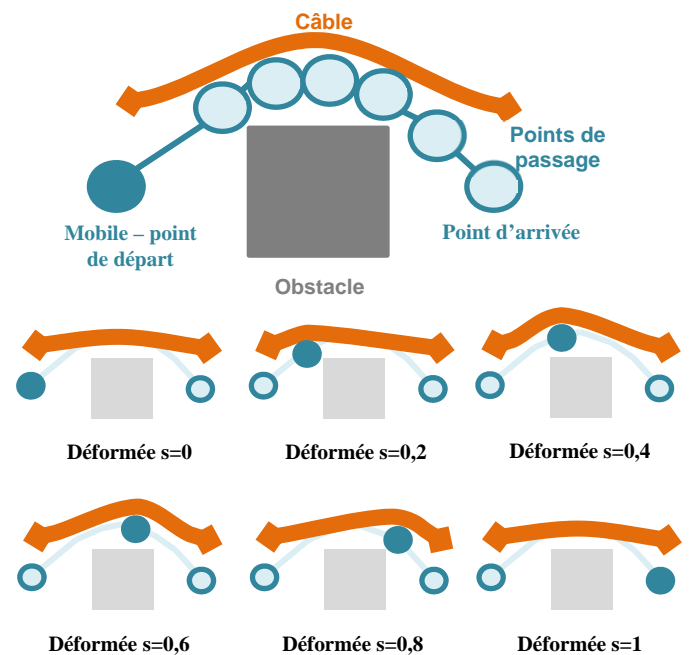 Câble
Points de
passage
Mobile – point
de départ
Point d’arrivée
Obstacle
Déformée s=0
Déformée s=0,2
Déformée s=0,4
Déformée s=0,6
Déformée s=0,8
Déformée s=1